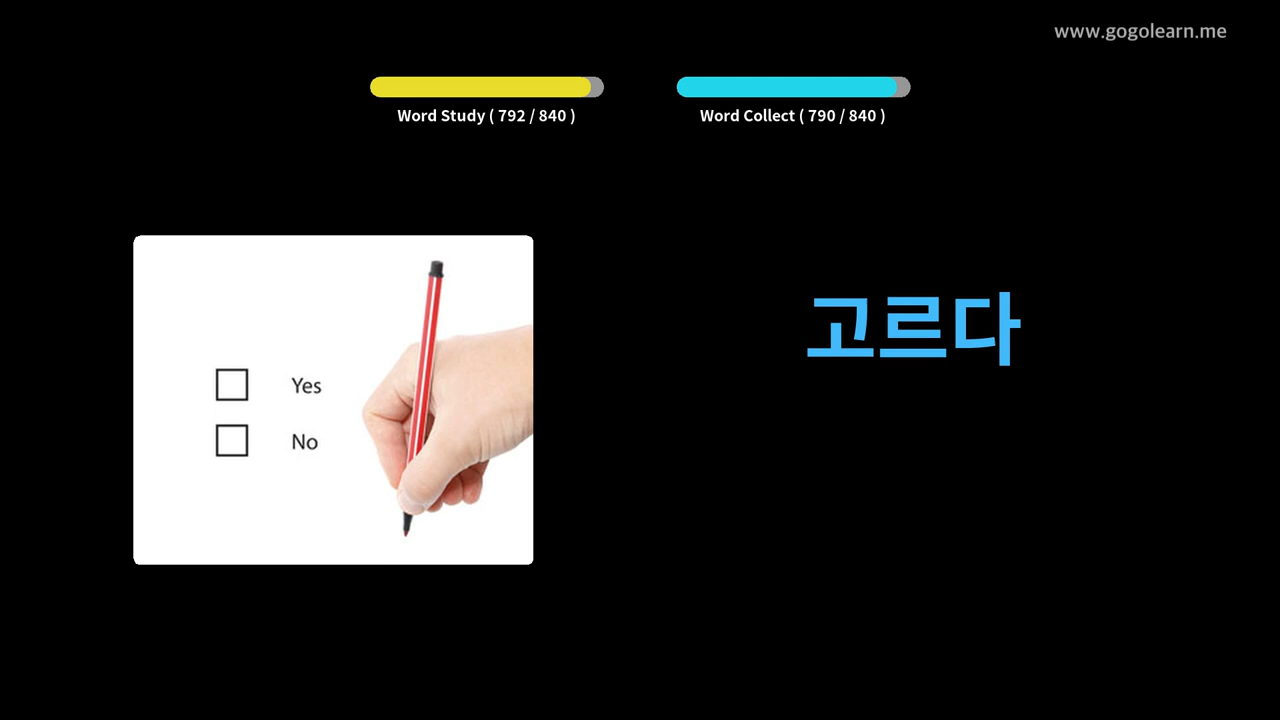 www.gogolearn.me
Word Study ( 792 / 840 )
Word Collect ( 790 / 840 )
Yes
No
고르다